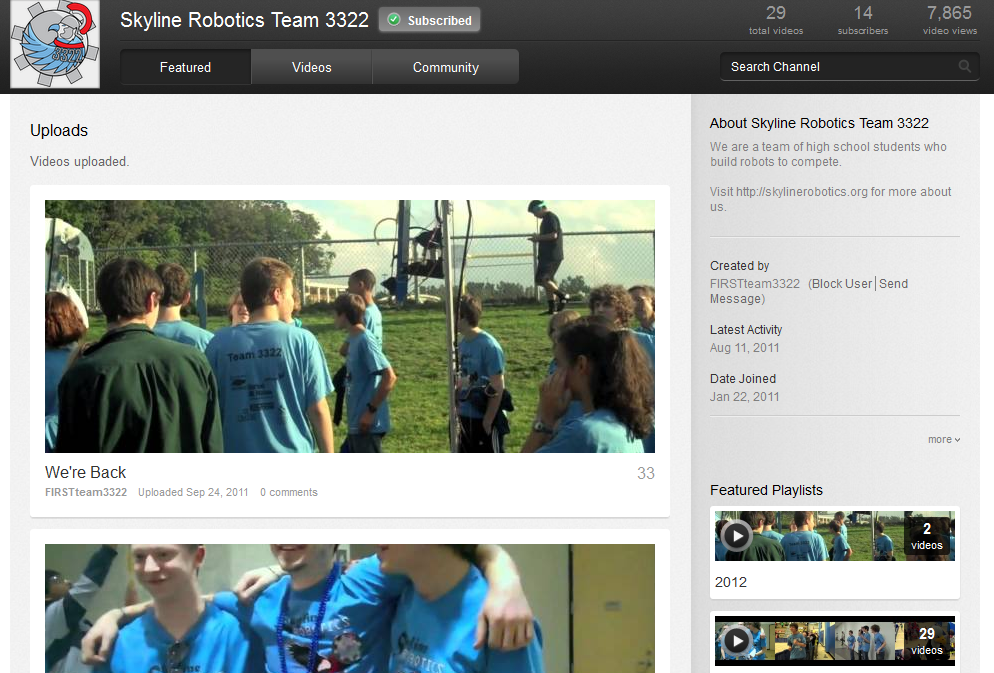 Skyline Robotics Team 3322
Subscribed
29
total videos
14
subscribers
7,865
video views
3322
Featured
Videos
Community
Search Channel
Uploads
Videos uploaded.
Team 3322
We're Back
33
FIRSTteam3322 Uploaded Sep 24, 2011 0 comments
About Skyline Robotics Team 3322
We are a team of high school students who
build robots to compete.
Visit http://skylinerobotics.org for more about
us.
Created by
FIRSTteam3322 (Block User|Send
Message)
Latest Activity
Aug 11, 2011
Date Joined
Jan 22, 2011
more
Featured Playlists
2
videos
2012
29
videos